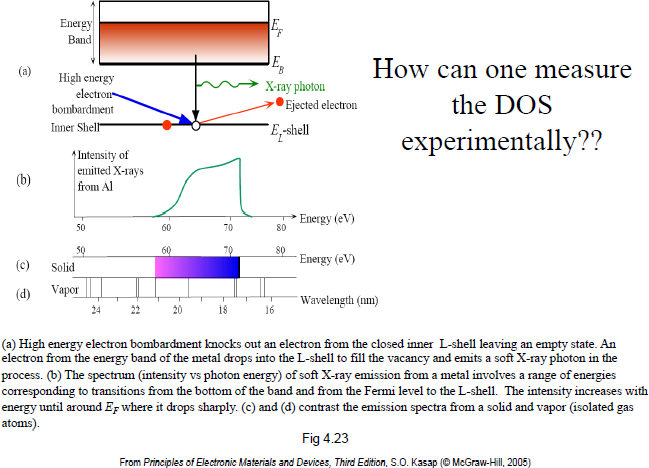 Energy
Band
E_F
E_B
(a)
High energy
electron
bombardment
X-ray photon
Ejected electron
Inner Shell
E_L-shell
How can one measure
the DOS
experimentally??
(b)
Intensity of
emitted X-rays
from Al
50 60 70 80 Energy (eV)
50 60 70 80 Energy (eV)
(c) Solid
(d) Vapor
Wavelength (nm)
24 22 20 18 16
(a) High energy electron bombardment knocks out an electron from the closed inner L-shell leaving an empty state. An
electron from the energy band of the metal drops into the L-shell to fill the vacancy and emits a soft X-ray photon in the
process. (b) The spectrum (intensity vs photon energy) of soft X-ray emission from a metal involves a range of energies
corresponding to transitions from the bottom of the band and from the Fermi level to the L-shell. The intensity increases with
energy until around E_F where it drops sharply. (c) and (d) contrast the emission spectra from a solid and vapor (isolated gas
atoms).
Fig 4.23
From Principles of Electronic Materials and Devices, Third Edition, S.O. Kasap (© McGraw-Hill, 2005)